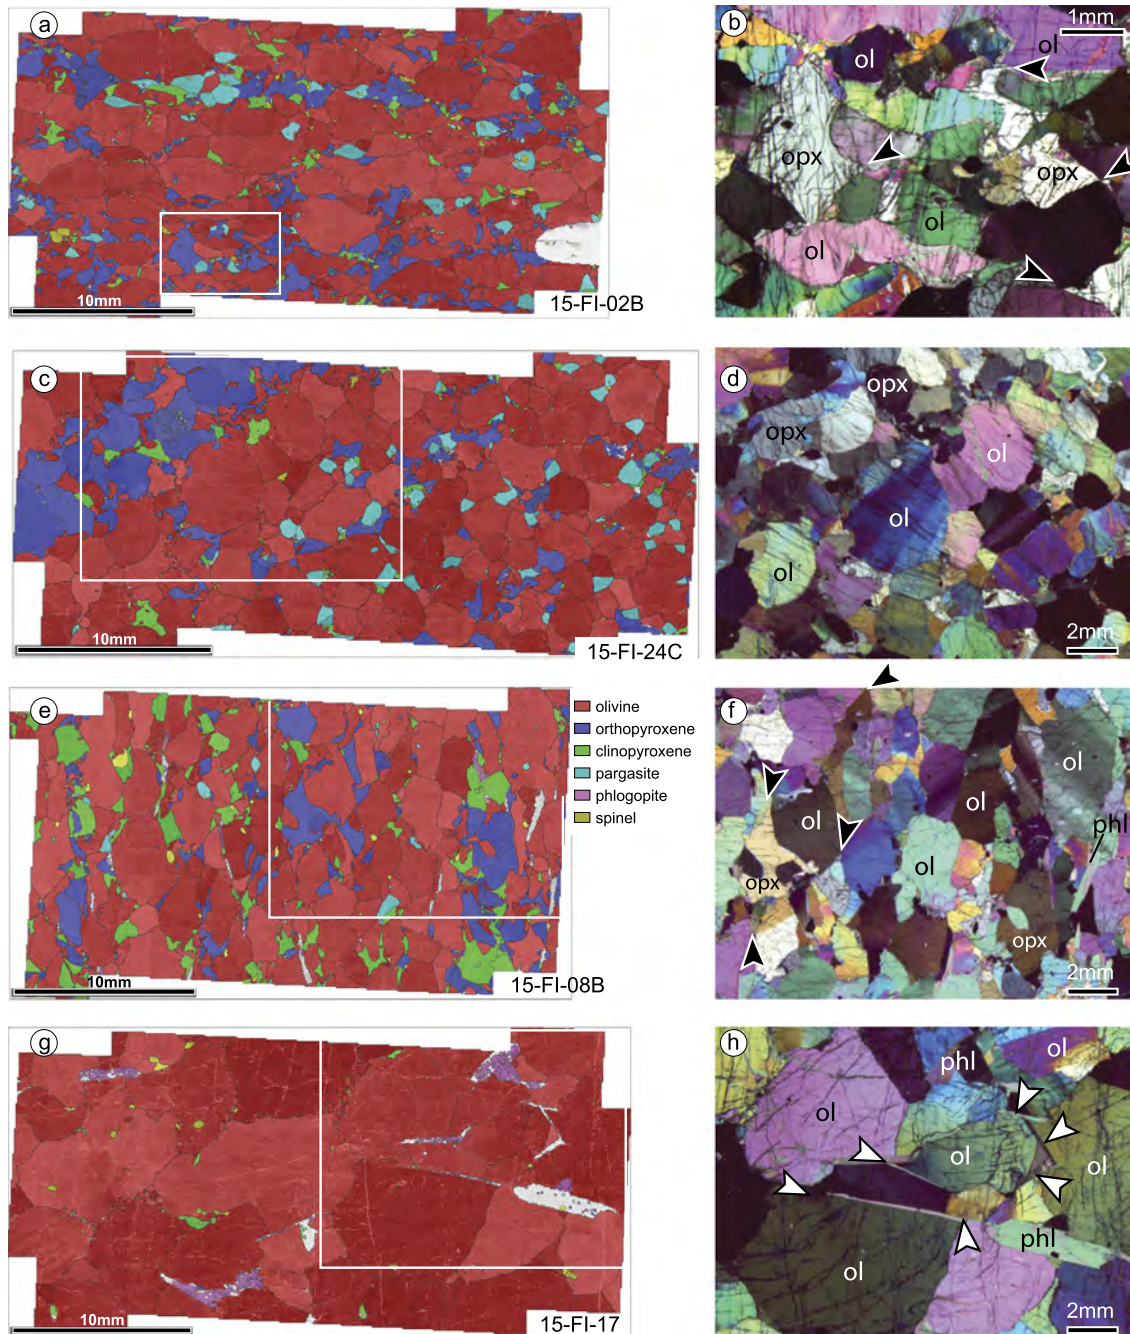 a
10mm
15-FI-02B
b
1mm
ol
ol
opx
opx
ol
ol
c
10mm
15-FI-24C
d
opx
opx
ol
ol
ol
2mm
e
10mm
15-FI-08B
olivine
orthopyroxene
clinopyroxene
pargasite
phlogopite
spinel
f
ol
ol
ol
phl
ol
opx
opx
2mm
g
10mm
15-FI-17
h
phl
ol
ol
ol
ol
phl
ol
2mm